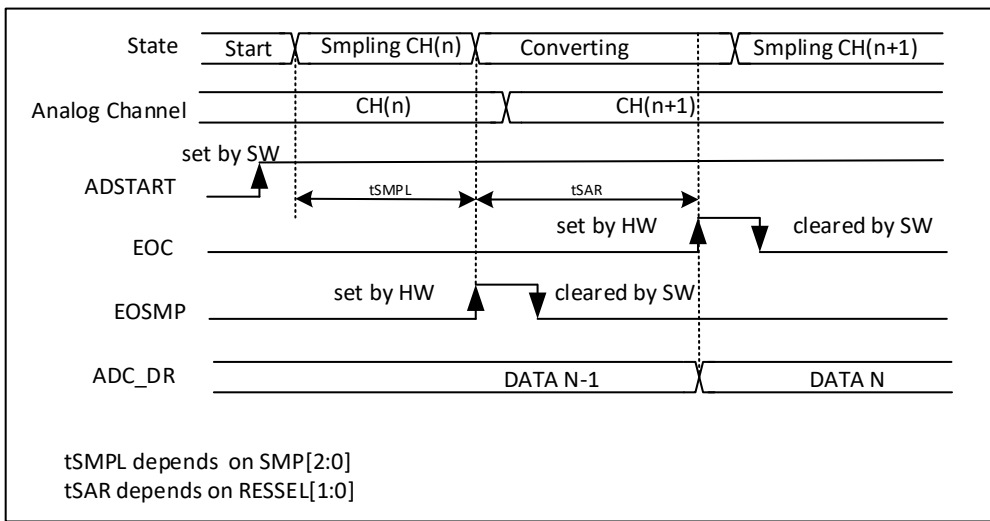 State Start Smpling CH(n) Converting Smpling CH(n+1)
Analog Channel CH(n) CH(n+1)
set by SW
ADSTART tSMPL tSAR
set by HW cleared by SW
EOC
set by HW cleared by SW
EOSMP
ADC_DR DATA N-1 DATA N
tSMPL depends on SMP[2:0]
tSAR depends on RESSEL[1:0]